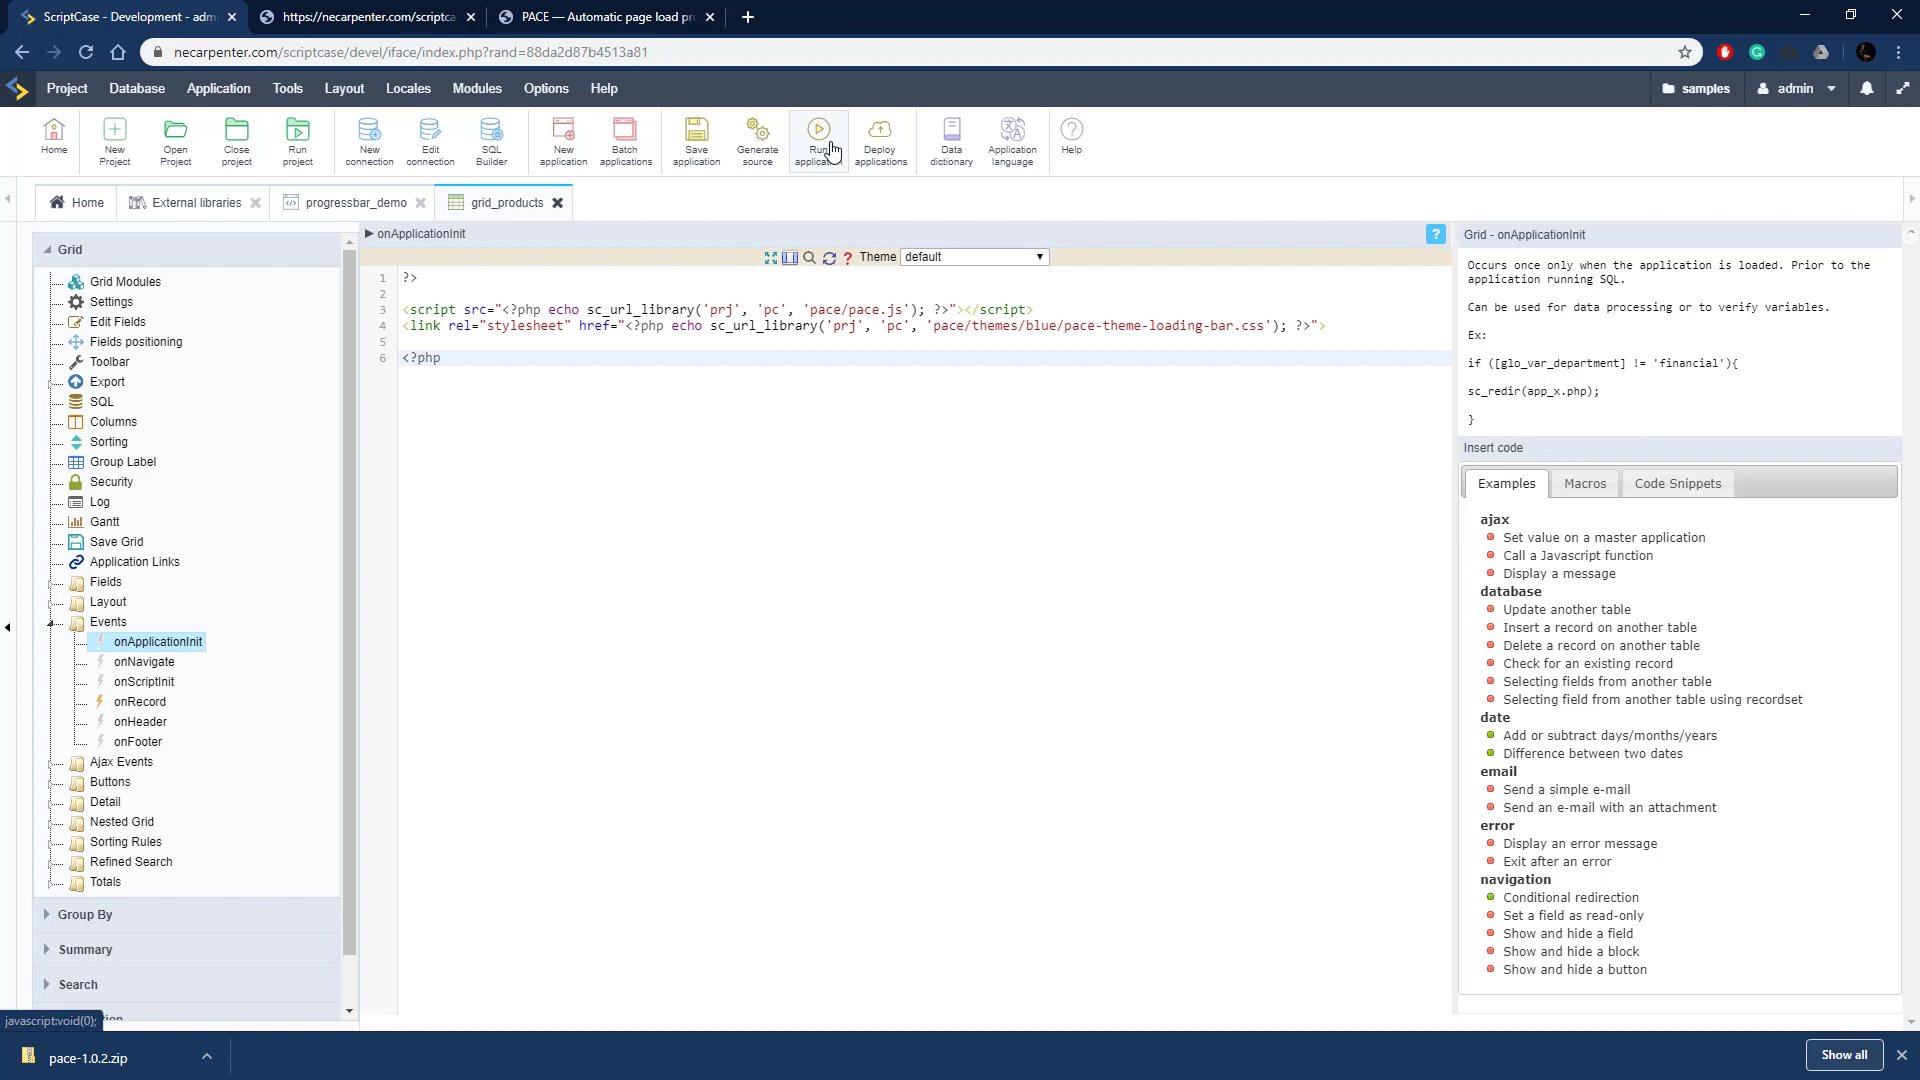 ScriptCase - Development - adm
https://necarpenter.com/scriptca
PACE — Automatic page load pr
necarpenter.com/scriptcase/devel/iface/index.php?rand=88da2d87b4513a81
Project
Database
Application
Tools
Layout
Locales
Modules
Options
Help
samples
admin
Home
New Project
Open Project
Close project
Run project
New connection
Edit connection
SQL Builder
New application
Batch applications
Save application
Generate source
Run application
Deploy applications
Data dictionary
Application language
Help
Home
External libraries
progressbar_demo
grid_products
Grid
Grid Modules
Settings
Edit Fields
Fields positioning
Toolbar
Export
SQL
Columns
Sorting
Group Label
Security
Log
Gantt
Save Grid
Application Links
Fields
Layout
Events
onApplicationInit
onNavigate
onScriptInit
onRecord
onHeader
onFooter
Ajax Events
Buttons
Detail
Nested Grid
Sorting Rules
Refined Search
Totals
Group By
Summary
Search
javascript:void(0);
onApplicationInit
?
? Theme default
1 ?>
2
3 <script src="<?php echo sc_url_library('prj', 'pc', 'pace/pace.js'); ?>"></script>
4 <link rel="stylesheet" href="<?php echo sc_url_library('prj', 'pc', 'pace/themes/blue/pace-theme-loading-bar.css'); ?>">
5
6 <?php
Grid - onApplicationInit
Occurs once only when the application is loaded. Prior to the
application running SQL.
Can be used for data processing or to verify variables.
Ex:
if ([glo_var_department] != 'financial'){
sc_redir(app_x.php);
}
Insert code
Examples
Macros
Code Snippets
ajax
Set value on a master application
Call a Javascript function
Display a message
database
Update another table
Insert a record on another table
Delete a record on another table
Check for an existing record
Selecting fields from another table
Selecting field from another table using recordset
date
Add or subtract days/months/years
Difference between two dates
email
Send a simple e-mail
Send an e-mail with an attachment
error
Display an error message
Exit after an error
navigation
Conditional redirection
Set a field as read-only
Show and hide a field
Show and hide a block
Show and hide a button
pace-1.0.2.zip
Show all